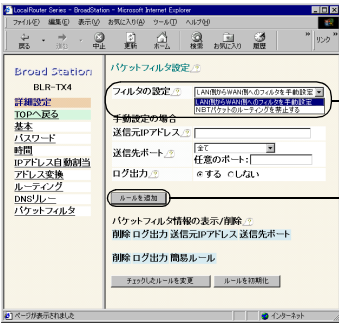 LocalRouter Series - BroadStation - Microsoft Internet Explorer
ファイル(F) 編集(E) 表示(V) お気に入り(A) ツール(T) ヘルプ(H)
戻る 進む 中止 更新 ホーム 検索 お気に入り 履歴 » リンク »
Broad Station
BLR-TX4
詳細設定
TOPへ戻る
基本
パスワード
時間
IPアドレス自動割当
アドレス変換
ルーティング
DNSリレー
パケットフィルタ
パケットフィルタ設定
フィルタの設定 LAN側からWAN側へのフィルタを手動設定
LAN側からWAN側へのフィルタを手動設定
NBTパケットのルーティングを禁止する
手動設定の場合
送信元IPアドレス
送信先ポート 全て
任意のポート:
ログ出力 する しない
ルールを追加
パケットフィルタ情報の表示/削除
削除 ログ出力 送信元IPアドレス 送信先ポート
削除 ログ出力 簡易ルール
チェックしたルールを変更 ルールを初期化
ページが表示されました インターネット